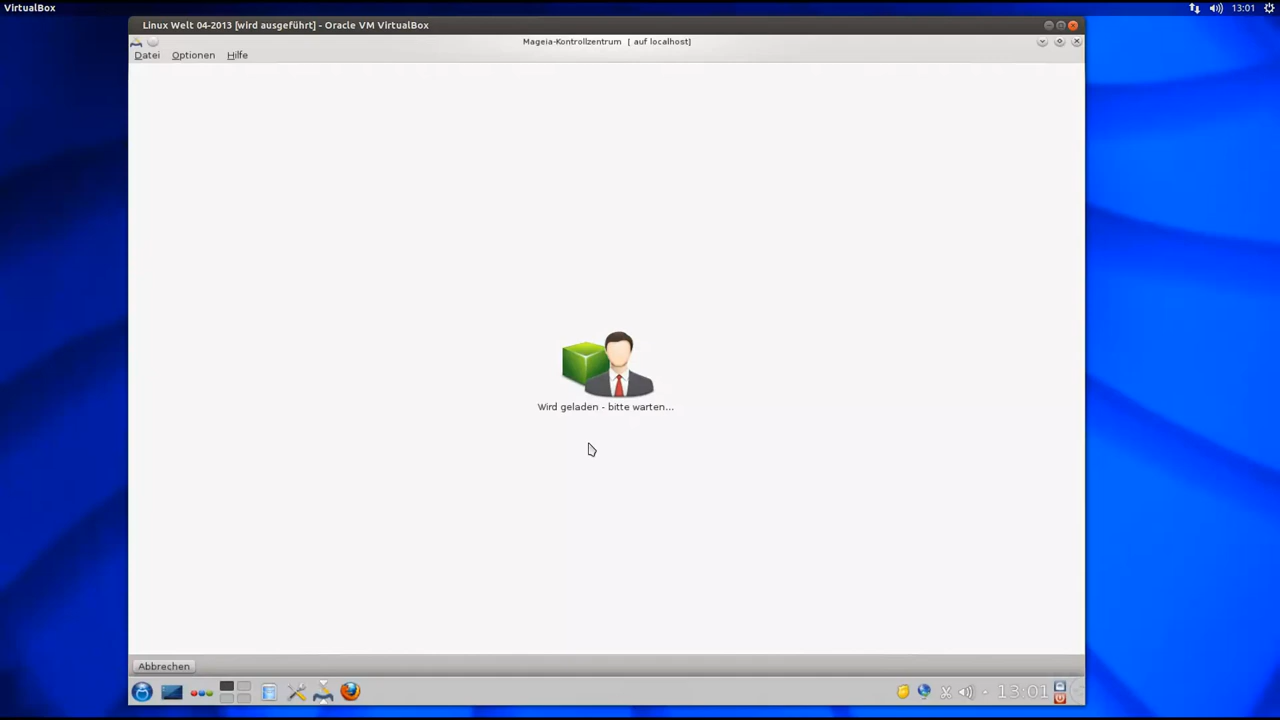 VirtualBox
13:01
Linux Welt 04-2013 [wird ausgeführt] - Oracle VM VirtualBox
Mageia-Kontrollzentrum [ auf localhost]
Datei Optionen Hilfe
Wird geladen - bitte warten...
Abbrechen
13:01